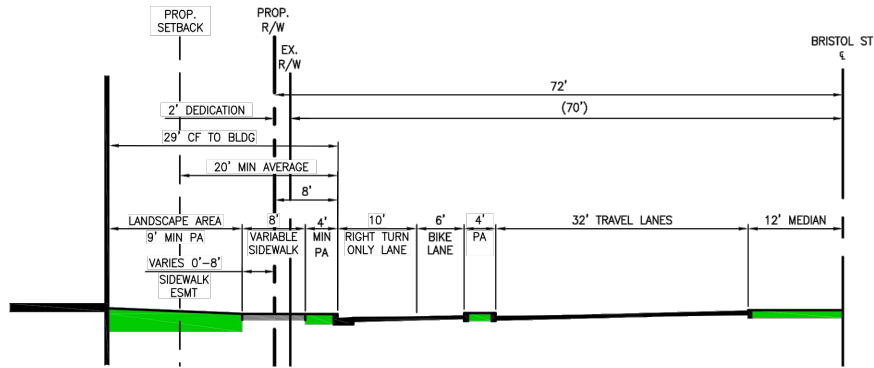 PROP.
SETBACK
PROP.
R/W
EX.
R/W
BRISTOL ST
℄
72'
2' DEDICATION
(70')
29' CF TO BLDG
20' MIN AVERAGE
8'
LANDSCAPE AREA
9' MIN PA
8'
VARIABLE
SIDEWALK
4'
MIN
PA
10'
RIGHT TURN
ONLY LANE
6'
BIKE
LANE
4'
PA
32' TRAVEL LANES
12' MEDIAN
VARIES 0'-8'
SIDEWALK
ESMT